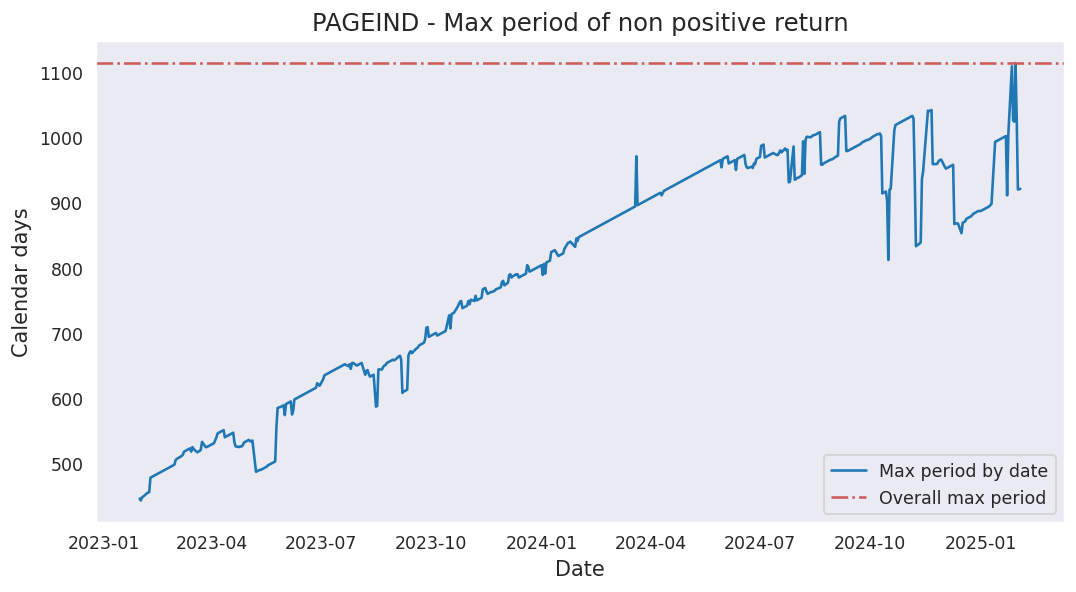 PAGEIND - Max period of non positive return
Calendar days
1100
1000
900
800
700
600
500
2023-01 2023-04 2023-07 2023-10 2024-01 2024-04 2024-07 2024-10 2025-01
Date
Max period by date
Overall max period